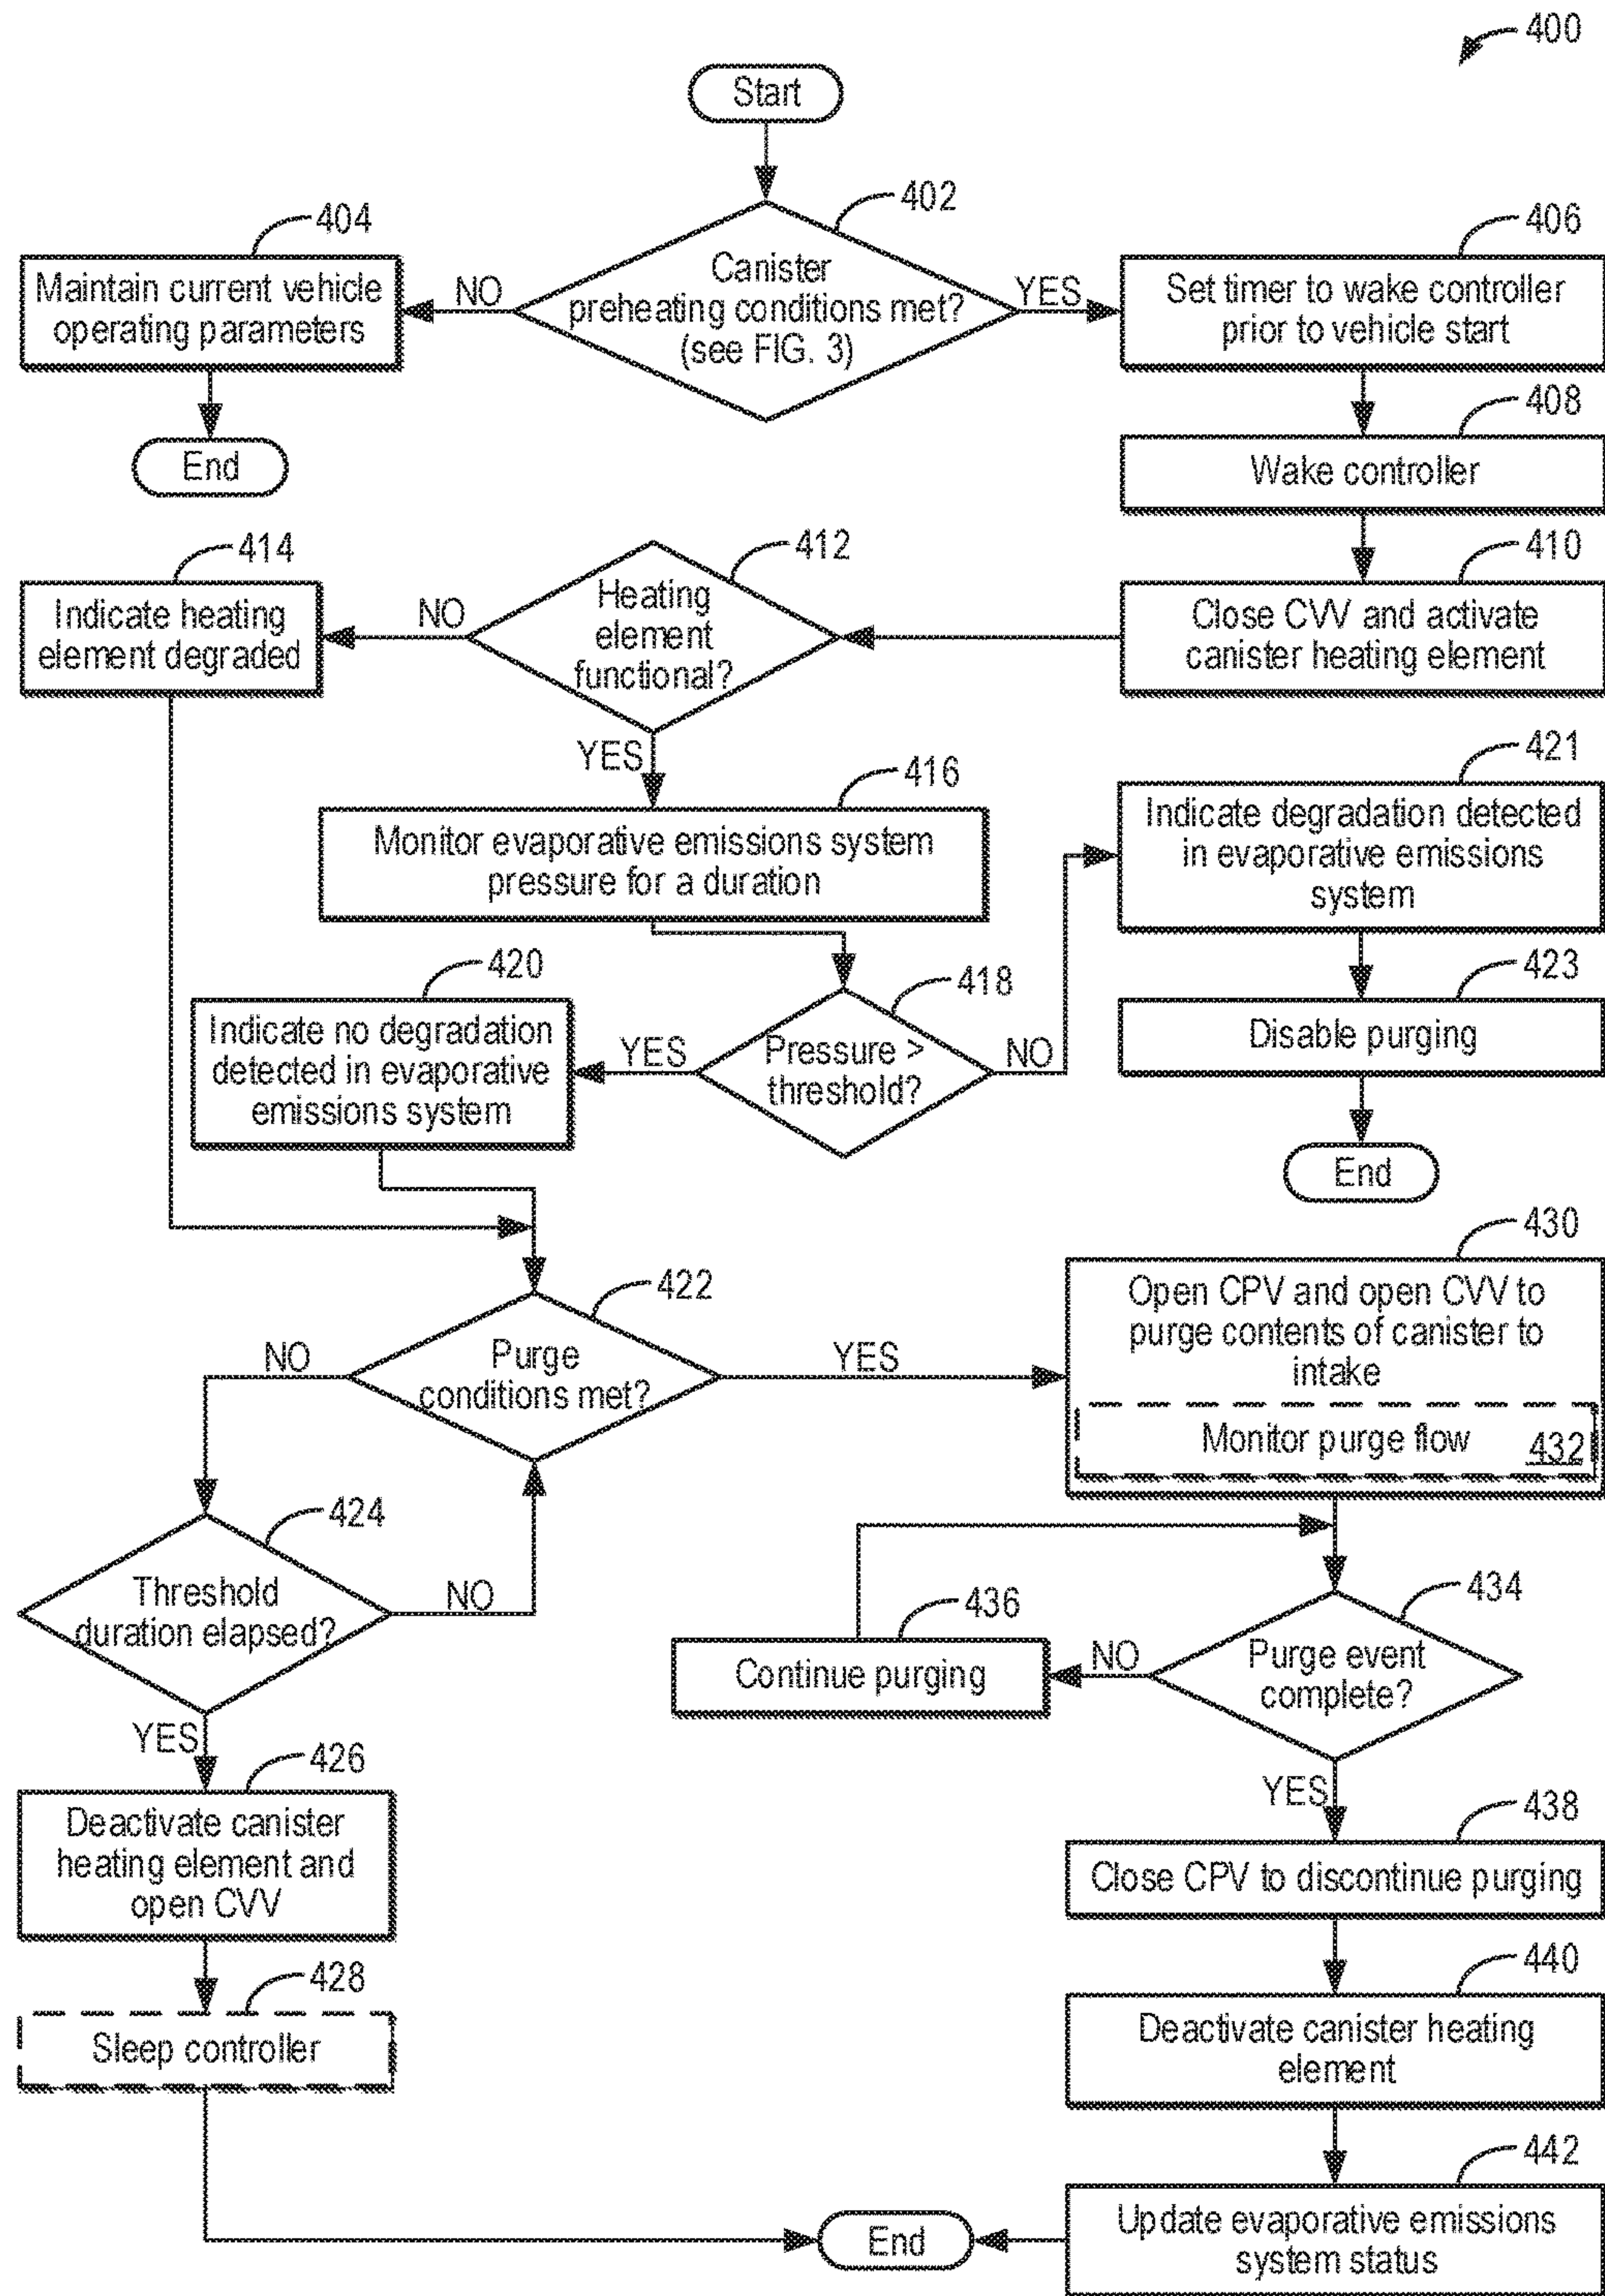 400
Start
402
Canister
preheating conditions met?
(see FIG. 3)
NO
YES
404
Maintain current vehicle
operating parameters
End
406
Set timer to wake controller
prior to vehicle start
408
Wake controller
410
Close CVV and activate
canister heating element
412
Heating
element
functional?
NO
YES
414
Indicate heating
element degraded
416
Monitor evaporative emissions system
pressure for a duration
418
Pressure >
threshold?
YES
NO
420
Indicate no degradation
detected in evaporative
emissions system
421
Indicate degradation detected
in evaporative emissions
system
423
Disable purging
End
422
Purge
conditions met?
NO
YES
424
Threshold
duration elapsed?
NO
YES
426
Deactivate canister
heating element and
open CVV
428
Sleep controller
430
Open CPV and open CVV to
purge contents of canister to
intake
Monitor purge flow 432
434
Purge event
complete?
NO
YES
436
Continue purging
438
Close CPV to discontinue purging
440
Deactivate canister heating
element
442
Update evaporative emissions
system status
End